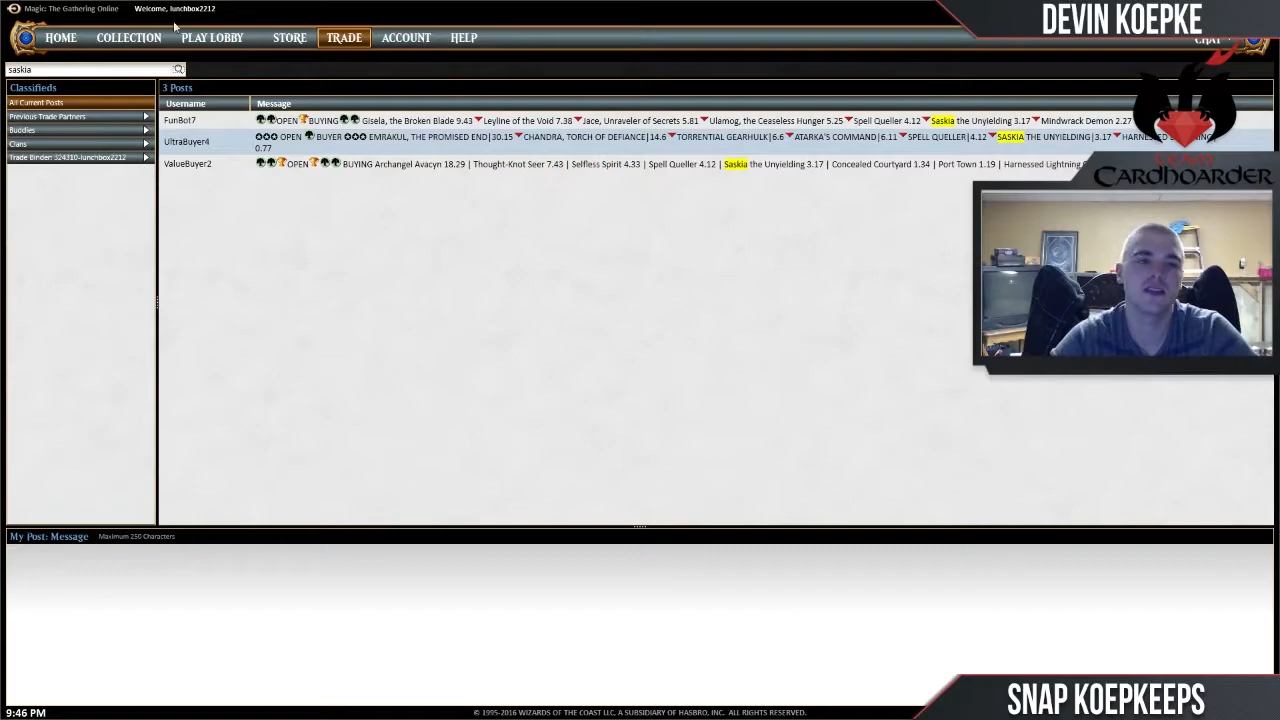 Magic: The Gathering Online Welcome, lunchbox2212
DEVIN KOEPKE
HOME COLLECTION PLAY LOBBY STORE TRADE ACCOUNT HELP
CHAT
saskia
Classifieds
3 Posts
All Current Posts
Username Message
Previous Trade Partners
FunBot7 OPEN BUYING Gisela, the Broken Blade 9.43 Leyline of the Void 7.38 Jace, Unraveler of Secrets 5.81 Ulamog, the Ceaseless Hunger 5.25 Spell Queller 4.12 Saskia the Unyielding 3.17 Mindwrack Demon 2.27
Buddies
UltraBuyer4 OPEN BUYER EMRAKUL, THE PROMISED END|30.15 CHANDRA, TORCH OF DEFIANCE|14.6 TORRENTIAL GEARHULK|6.6 ATARKA'S COMMAND|6.11 SPELL QUELLER|4.12 SASKIA THE UNYIELDING|3.17
0.77
Clans
Trade Binder: 324310-lunchbox2212
ValueBuyer2 OPEN BUYING Archangel Avacyn 18.29 | Thought-Knot Seer 7.43 | Selfless Spirit 4.33 | Spell Queller 4.12 | Saskia the Unyielding 3.17 | Concealed Courtyard 1.34 | Port Town 1.19 | Harnessed Lightning
TEAM
CARDHOARDER
My Post: Message Maximum 250 Characters
SNAP KOEPKEEPS
9:46 PM
© 1995-2016 WIZARDS OF THE COAST LLC, A SUBSIDIARY OF HASBRO, INC. ALL RIGHTS RESERVED.